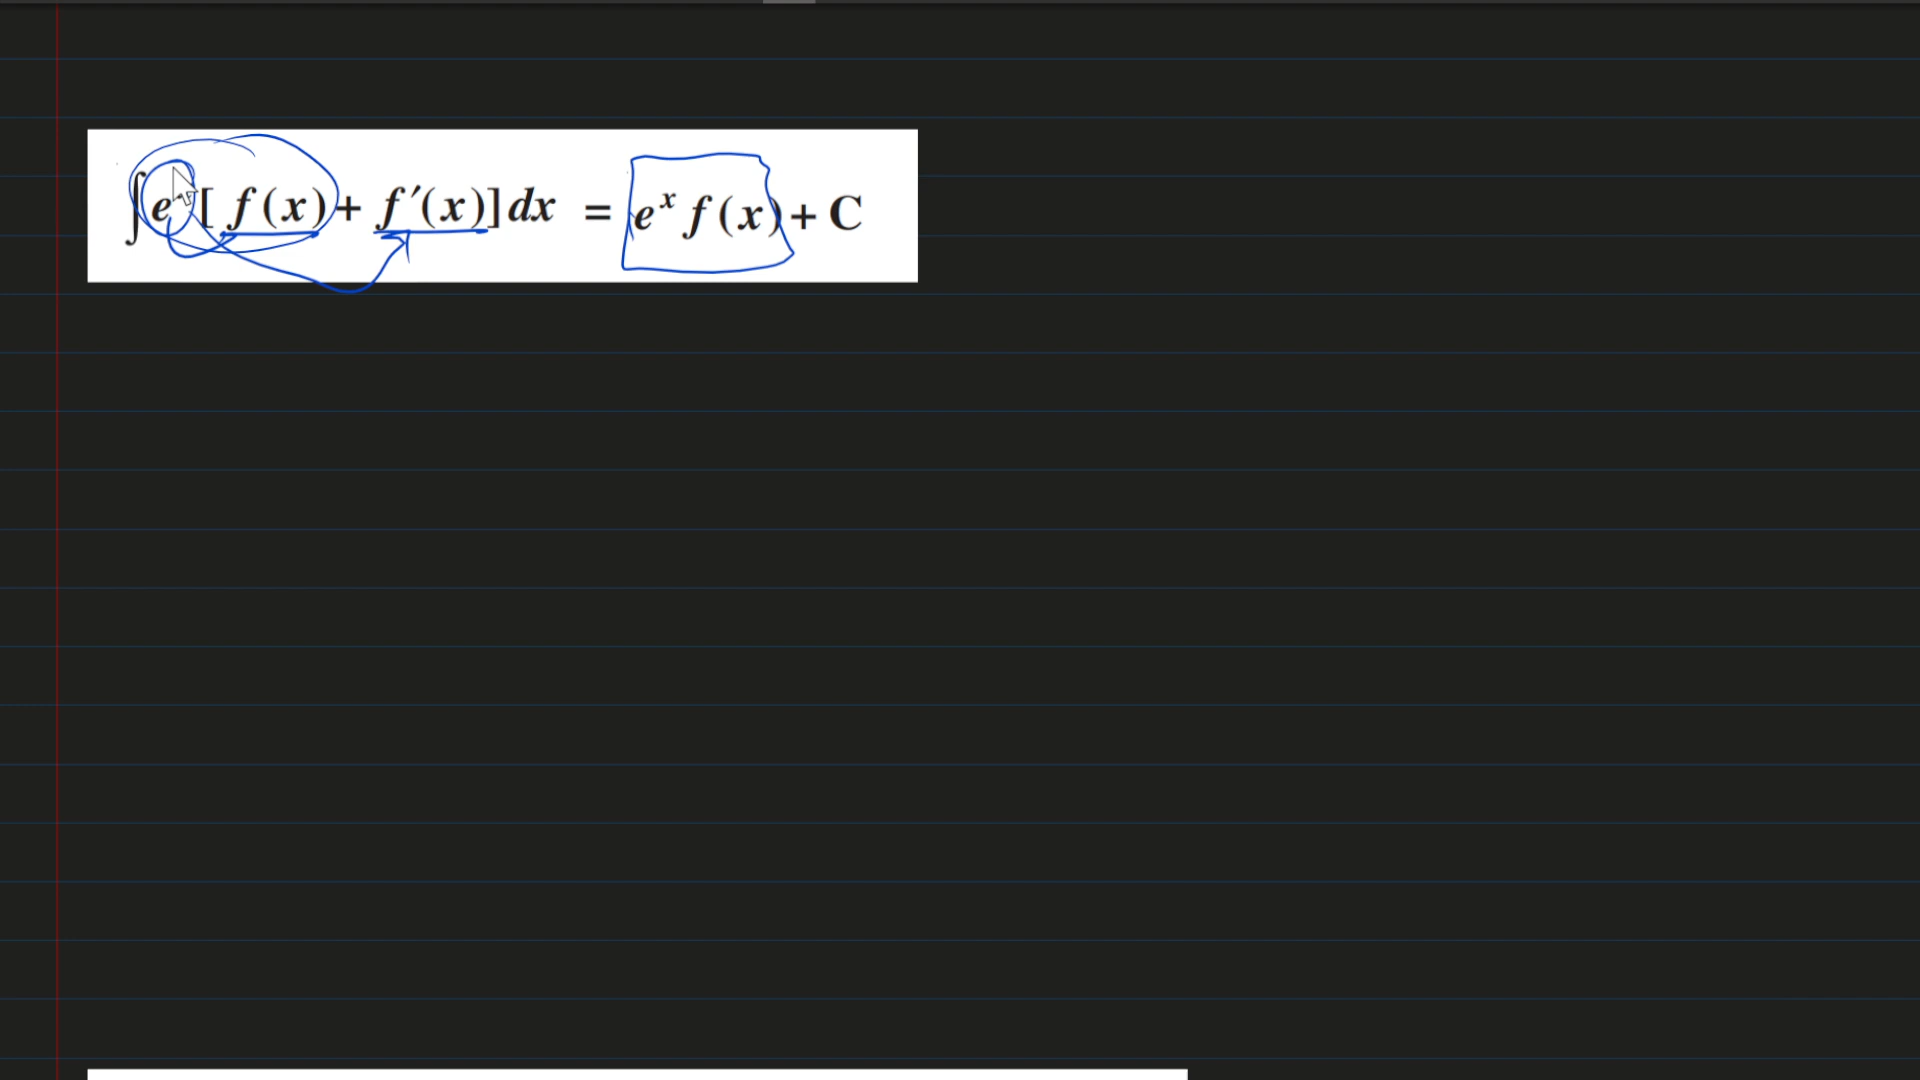 ∫e^x [ f(x) + f′(x)] dx = e^x f(x) + C